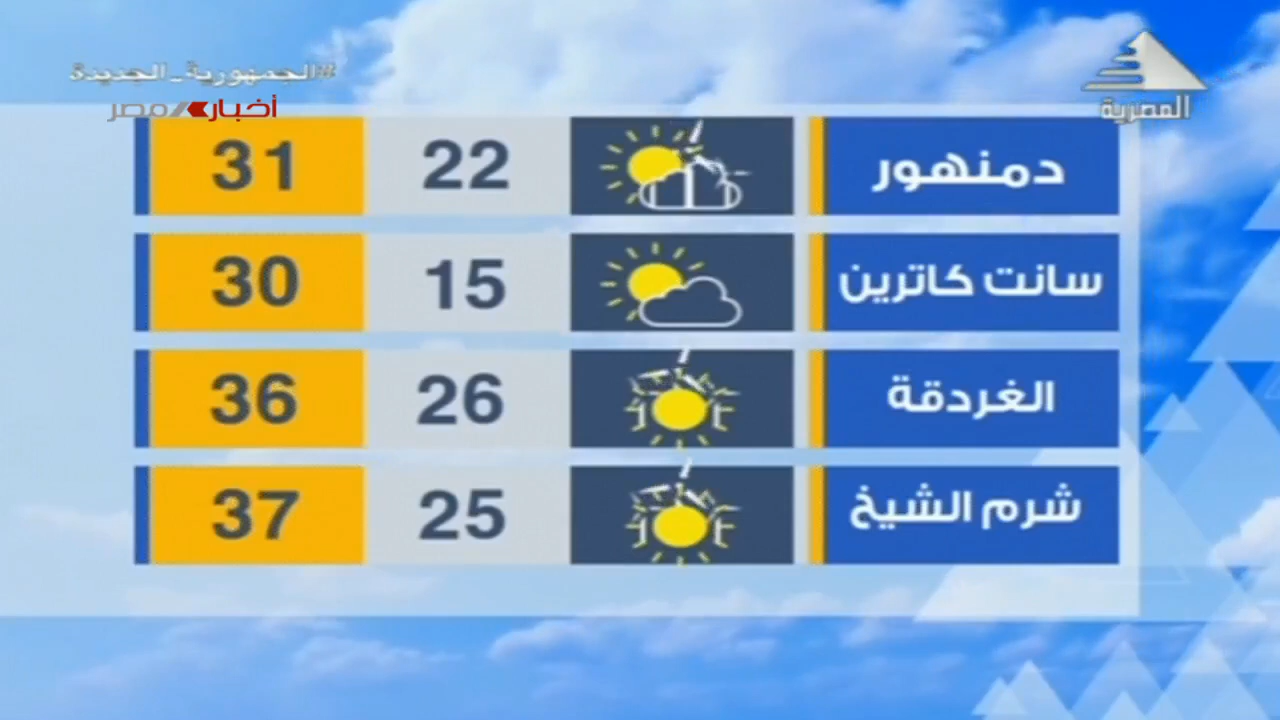 #الجمهورية_الجديدة
المصرية
أخبار مصر
دمنهور 22 31
سانت كاترين 15 30
الغردقة 26 36
شرم الشيخ 25 37